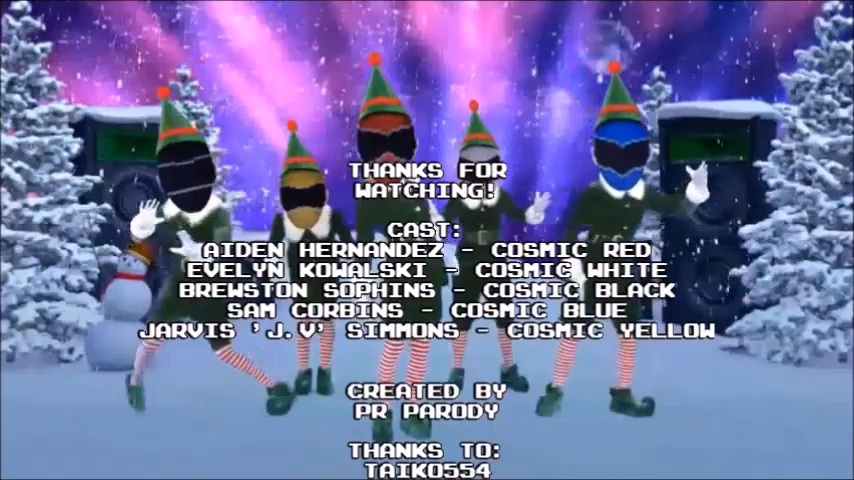 THANKS FOR
WATCHING!
CAST:
AIDEN HERNANDEZ - COSMIC RED
EVELYN KOWALSKI - COSMIC WHITE
BREWSTON SOPHINS - COSMIC BLACK
SAM CORBINS - COSMIC BLUE
JARVIS 'J.V' SIMMONS - COSMIC YELLOW
CREATED BY
PR PARODY
THANKS TO:
TAIKO554